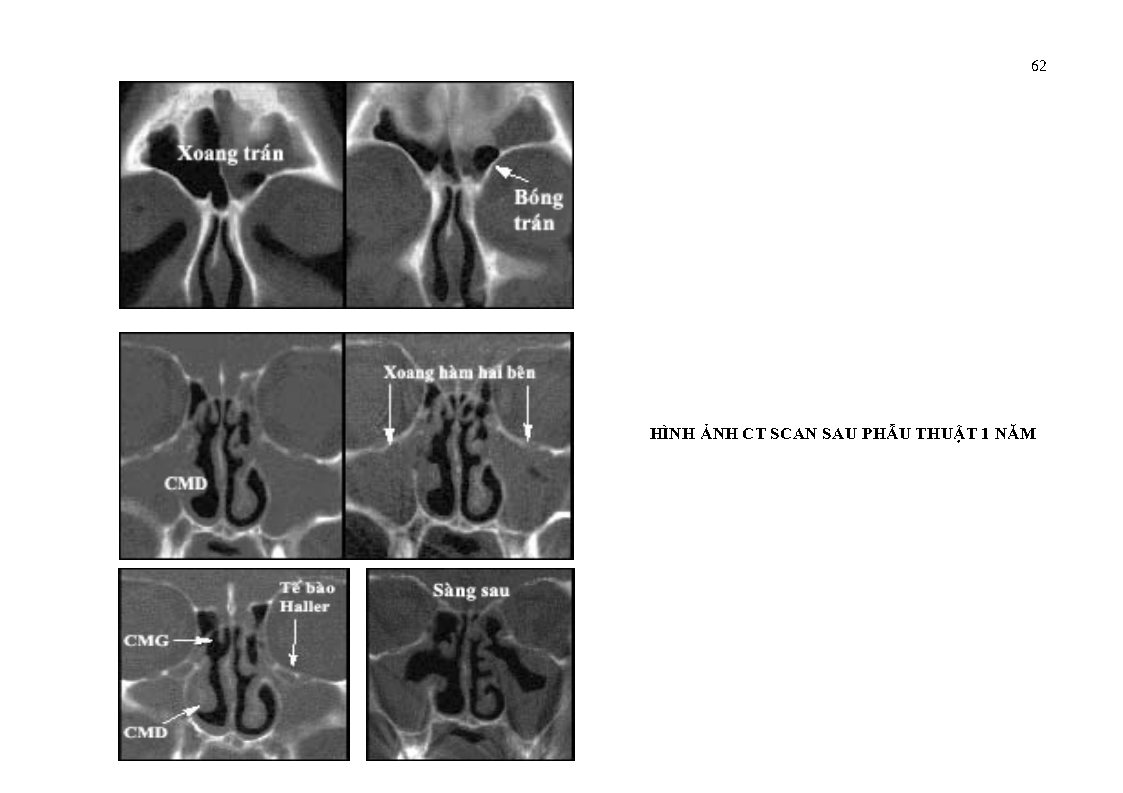 62
Xoang trán
Bóng
trán
Xoang hàm hai bên
CMD
HÌNH ẢNH CT SCAN SAU PHẪU THUẬT 1 NĂM
Tế bào
Haller
CMG
CMD
Sàng sau